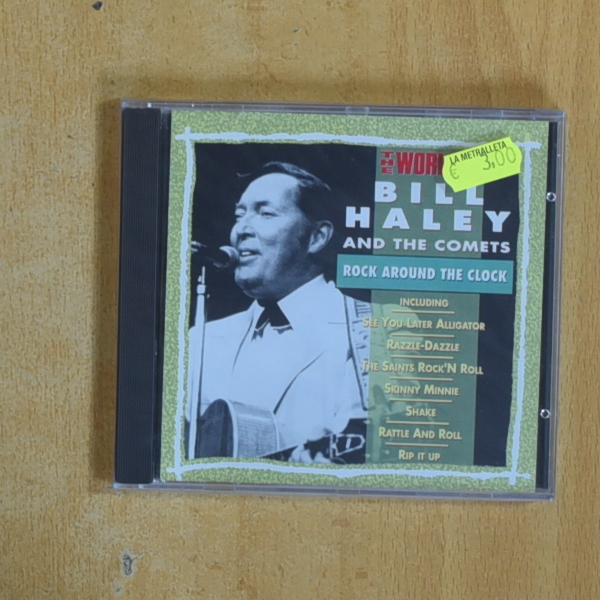 THE WOR
LA METRALLETA
€ 3,00
BILL
HALEY
AND THE COMETS
ROCK AROUND THE CLOCK
INCLUDING
SEE YOU LATER ALLIGATOR
RAZZLE-DAZZLE
THE SAINTS ROCK'N ROLL
SKINNY MINNIE
SHAKE
RATTLE AND ROLL
RIP IT UP